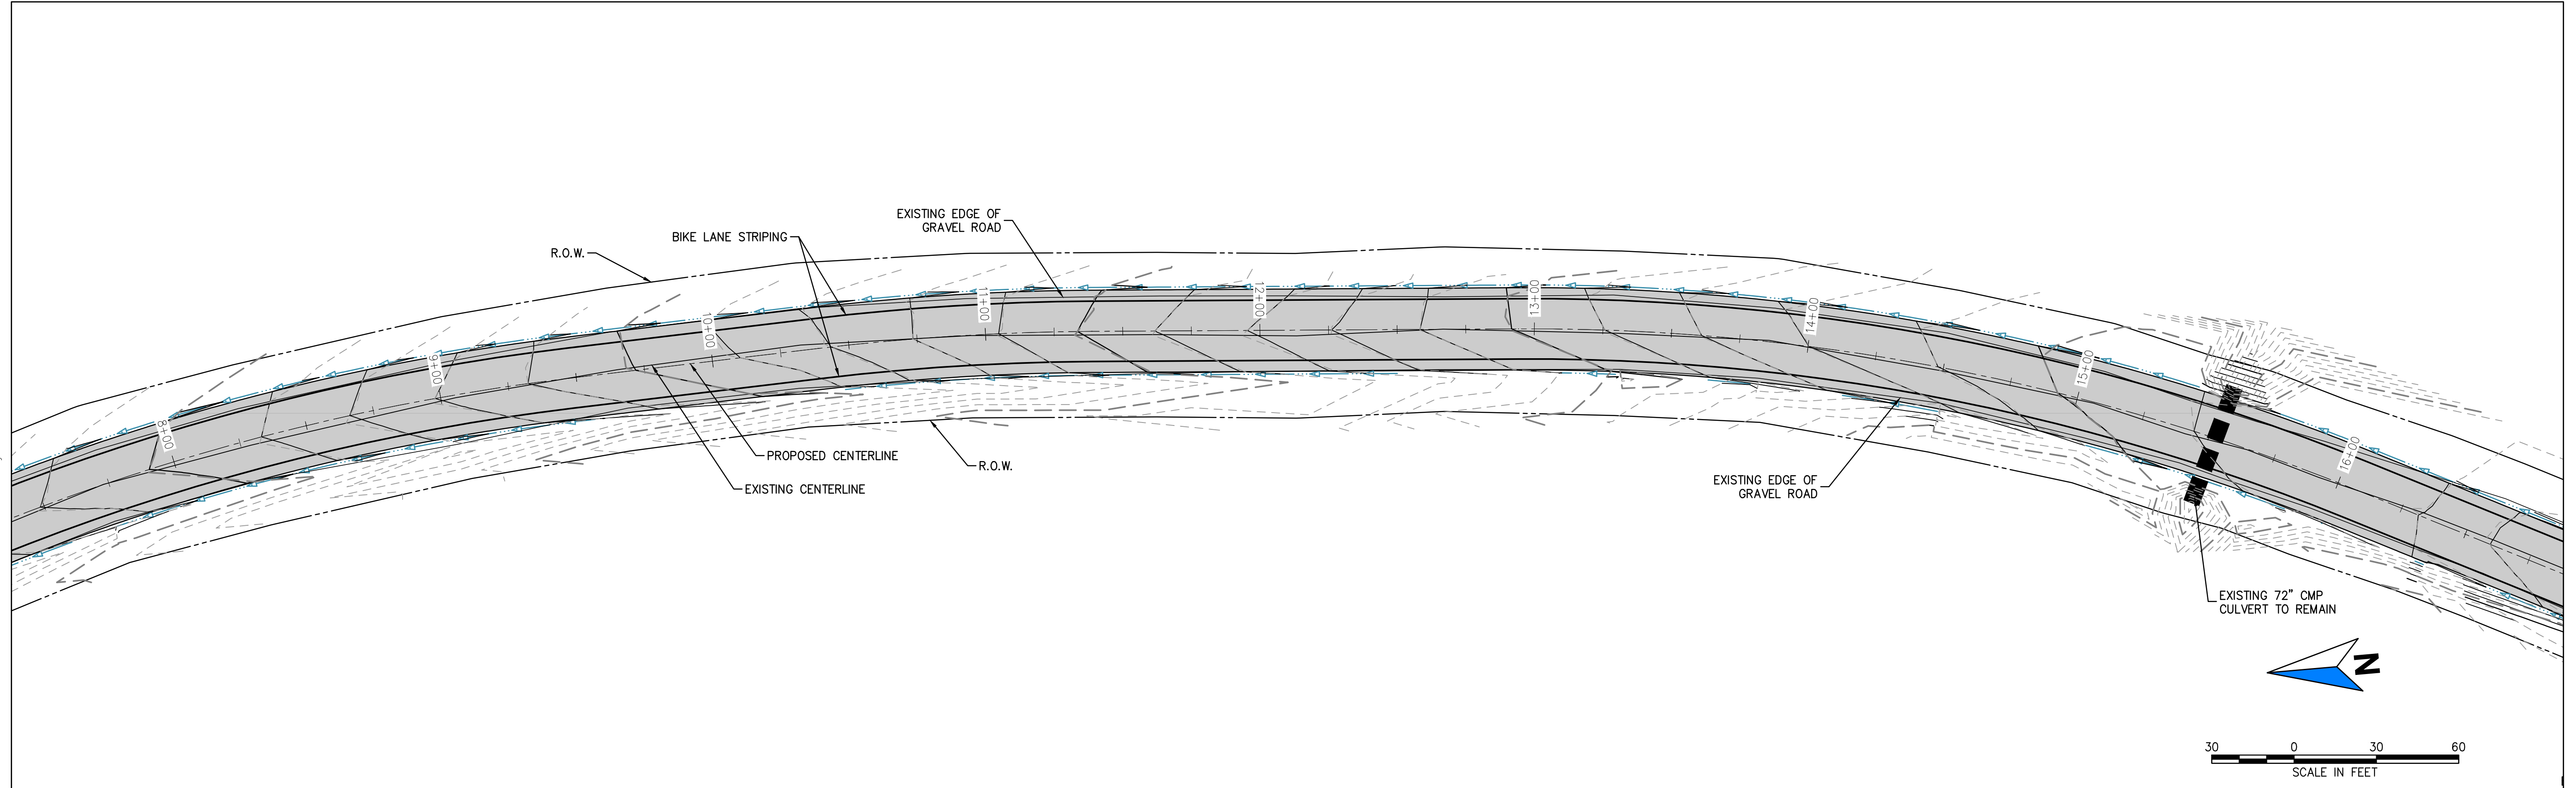 EXISTING EDGE OF
GRAVEL ROAD
BIKE LANE STRIPING
R.O.W.
8+00
9+00
10+00
11+00
12+00
13+00
14+00
15+00
16+00
PROPOSED CENTERLINE
EXISTING CENTERLINE
R.O.W.
EXISTING EDGE OF
GRAVEL ROAD
EXISTING 72" CMP
CULVERT TO REMAIN
N
30 0 30 60
SCALE IN FEET